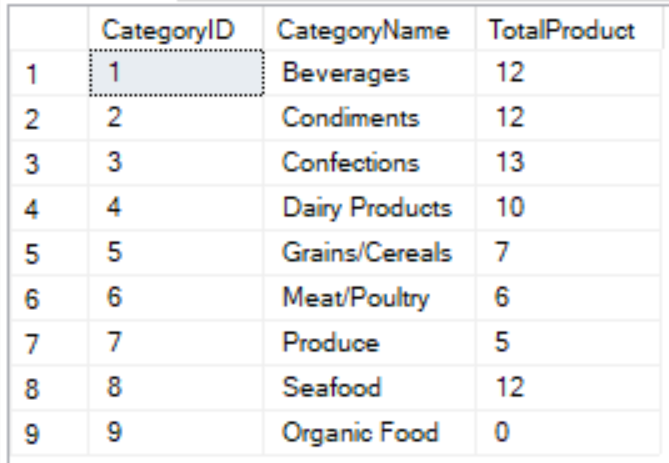 CategoryID CategoryName TotalProduct
1 1 Beverages 12
2 2 Condiments 12
3 3 Confections 13
4 4 Dairy Products 10
5 5 Grains/Cereals 7
6 6 Meat/Poultry 6
7 7 Produce 5
8 8 Seafood 12
9 9 Organic Food 0